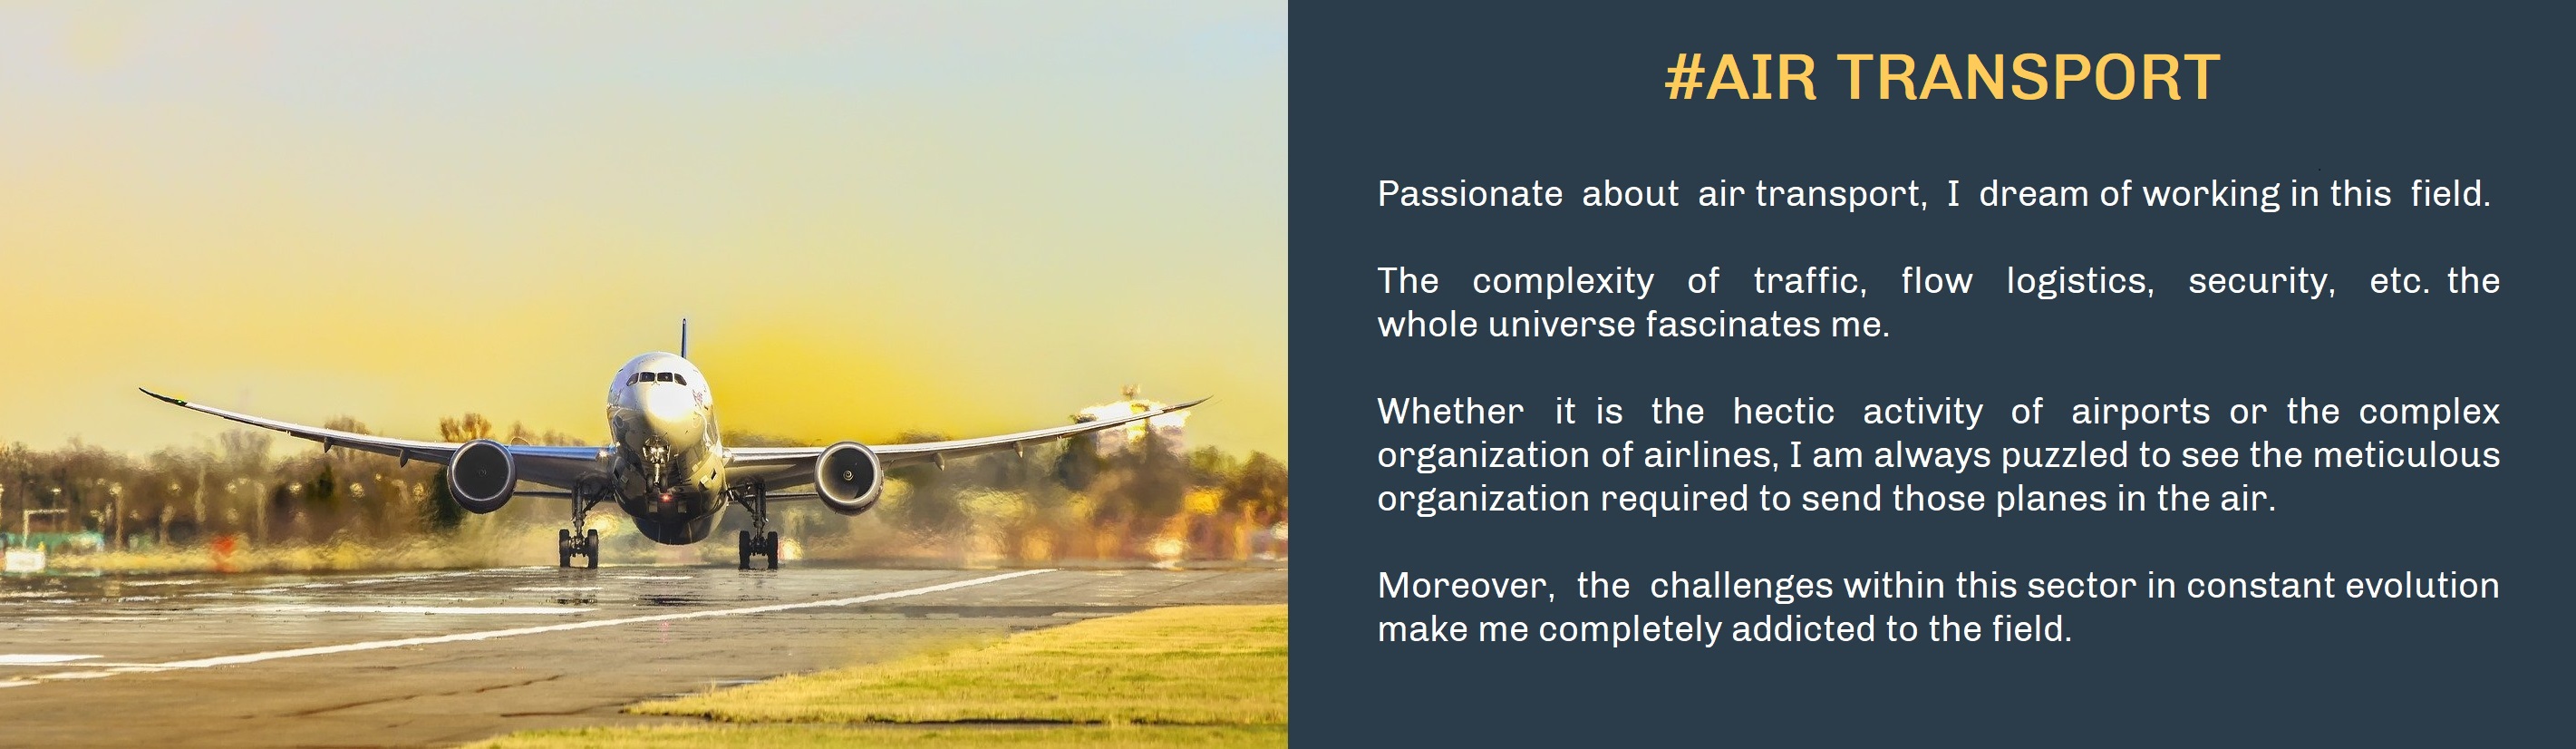 #AIR TRANSPORT
Passionate about air transport, I dream of working in this field.
The complexity of traffic, flow logistics, security, etc. the
whole universe fascinates me.
Whether it is the hectic activity of airports or the complex
organization of airlines, I am always puzzled to see the meticulous
organization required to send those planes in the air.
Moreover, the challenges within this sector in constant evolution
make me completely addicted to the field.